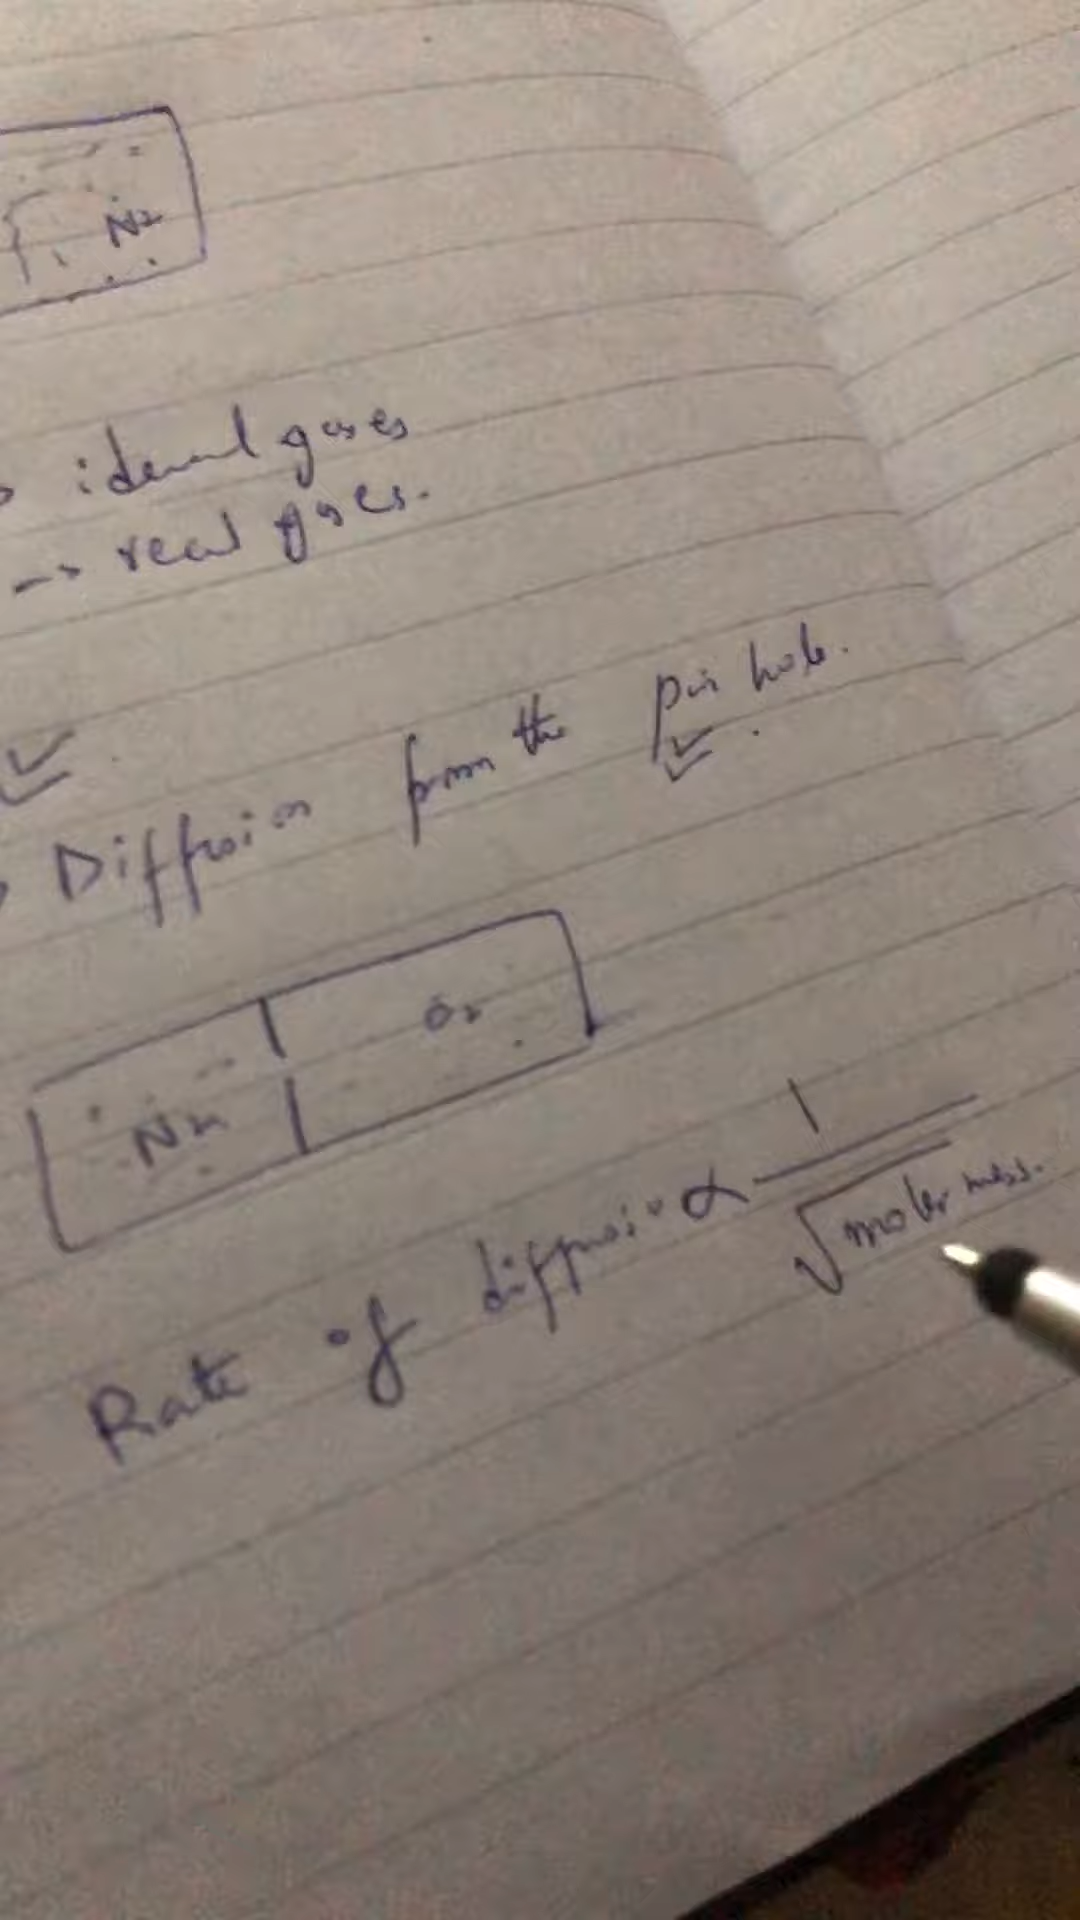 N₂
→ ideal gases
→ real gases.
Diffusion from the pin hole.
O₂
N₂
Rate of diffusion ∝ 1/√molar mass.